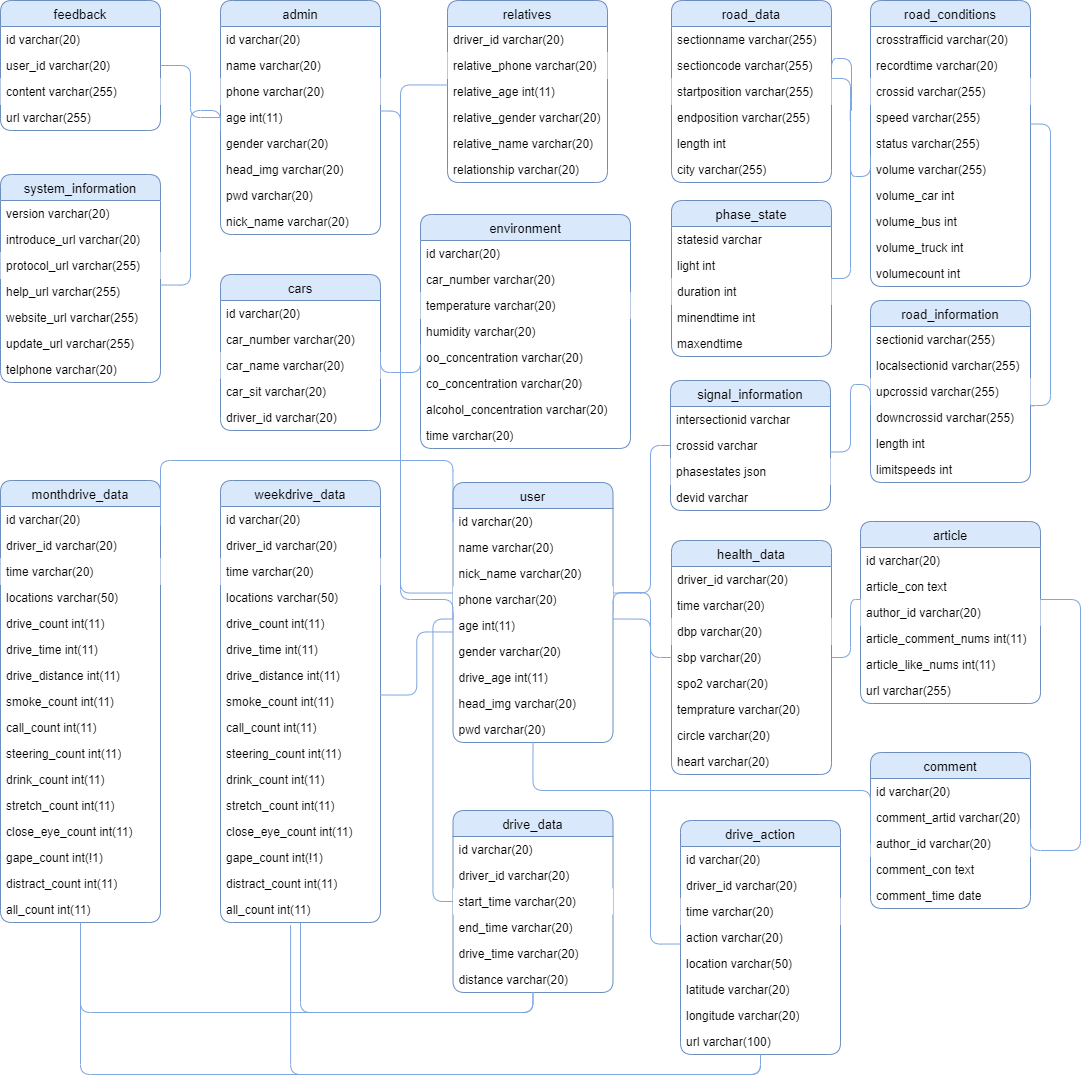 feedback
id varchar(20)
user_id varchar(20)
content varchar(255)
url varchar(255)
admin
id varchar(20)
name varchar(20)
phone varchar(20)
age int(11)
gender varchar(20)
head_img varchar(20)
pwd varchar(20)
nick_name varchar(20)
relatives
driver_id varchar(20)
relative_phone varchar(20)
relative_age int(11)
relative_gender varchar(20)
relative_name varchar(20)
relationship varchar(20)
road_data
sectionname varchar(255)
sectioncode varchar(255)
startposition varchar(255)
endposition varchar(255)
length int
city varchar(255)
road_conditions
crosstrafficid varchar(20)
recordtime varchar(20)
crossid varchar(255)
speed varchar(255)
status varchar(255)
volume varchar(255)
volume_car int
volume_bus int
volume_truck int
volumecount int
system_information
version varchar(20)
introduce_url varchar(20)
protocol_url varchar(255)
help_url varchar(255)
website_url varchar(255)
update_url varchar(255)
telphone varchar(20)
cars
id varchar(20)
car_number varchar(20)
car_name varchar(20)
car_sit varchar(20)
driver_id varchar(20)
environment
id varchar(20)
car_number varchar(20)
temperature varchar(20)
humidity varchar(20)
oo_concentration varchar(20)
co_concentration varchar(20)
alcohol_concentration varchar(20)
time varchar(20)
phase_state
statesid varchar
light int
duration int
minendtime int
maxendtime
road_information
sectionid varchar(255)
localsectionid varchar(255)
upcrossid varchar(255)
downcrossid varchar(255)
length int
limitspeeds int
signal_information
intersectionid varchar
crossid varchar
phasestates json
devid varchar
monthdrive_data
id varchar(20)
driver_id varchar(20)
time varchar(20)
locations varchar(50)
drive_count int(11)
drive_time int(11)
drive_distance int(11)
smoke_count int(11)
call_count int(11)
steering_count int(11)
drink_count int(11)
stretch_count int(11)
close_eye_count int(11)
gape_count int(!1)
distract_count int(11)
all_count int(11)
weekdrive_data
id varchar(20)
driver_id varchar(20)
time varchar(20)
locations varchar(50)
drive_count int(11)
drive_time int(11)
drive_distance int(11)
smoke_count int(11)
call_count int(11)
steering_count int(11)
drink_count int(11)
stretch_count int(11)
close_eye_count int(11)
gape_count int(!1)
distract_count int(11)
all_count int(11)
user
id varchar(20)
name varchar(20)
nick_name varchar(20)
phone varchar(20)
age int(11)
gender varchar(20)
drive_age int(11)
head_img varchar(20)
pwd varchar(20)
health_data
driver_id varchar(20)
time varchar(20)
dbp varchar(20)
sbp varchar(20)
spo2 varchar(20)
temprature varchar(20)
circle varchar(20)
heart varchar(20)
article
id varchar(20)
article_con text
author_id varchar(20)
article_comment_nums int(11)
article_like_nums int(11)
url varchar(255)
comment
id varchar(20)
comment_artid varchar(20)
author_id varchar(20)
comment_con text
comment_time date
drive_data
id varchar(20)
driver_id varchar(20)
start_time varchar(20)
end_time varchar(20)
drive_time varchar(20)
distance varchar(20)
drive_action
id varchar(20)
driver_id varchar(20)
time varchar(20)
action varchar(20)
location varchar(50)
latitude varchar(20)
longitude varchar(20)
url varchar(100)